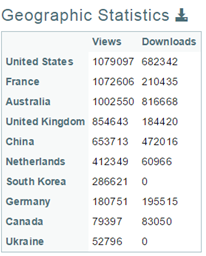 Geographic Statistics
Views Downloads
United States 1079097 682342
France 1072606 210435
Australia 1002550 816668
United Kingdom 854643 184420
China 653713 472016
Netherlands 412349 60966
South Korea 286621 0
Germany 180751 195515
Canada 79397 83050
Ukraine 52796 0